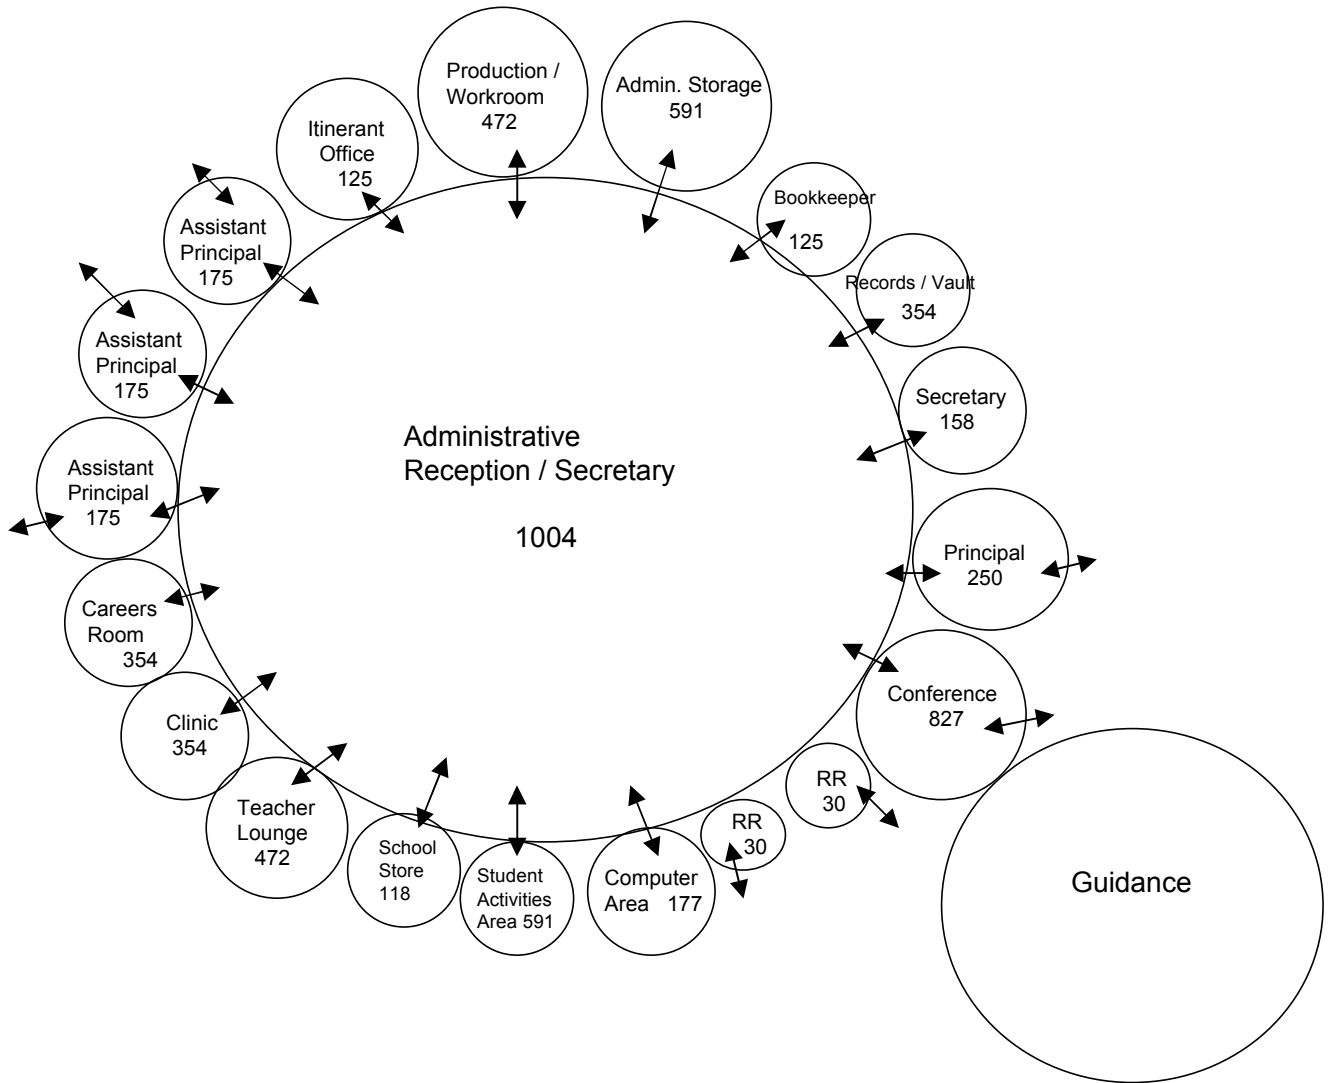 Production /
Workroom
472
Admin. Storage
591
Itinerant
Office
125
Bookkeeper
125
Assistant
Principal
175
Records / Vault
354
Assistant
Principal
175
Secretary
158
Administrative
Reception / Secretary
1004
Assistant
Principal
175
Principal
250
Careers
Room
354
Conference
827
Clinic
354
RR
30
Teacher
Lounge
472
RR
30
School
Store
118
Student
Activities
Area 591
Computer
Area 177
Guidance